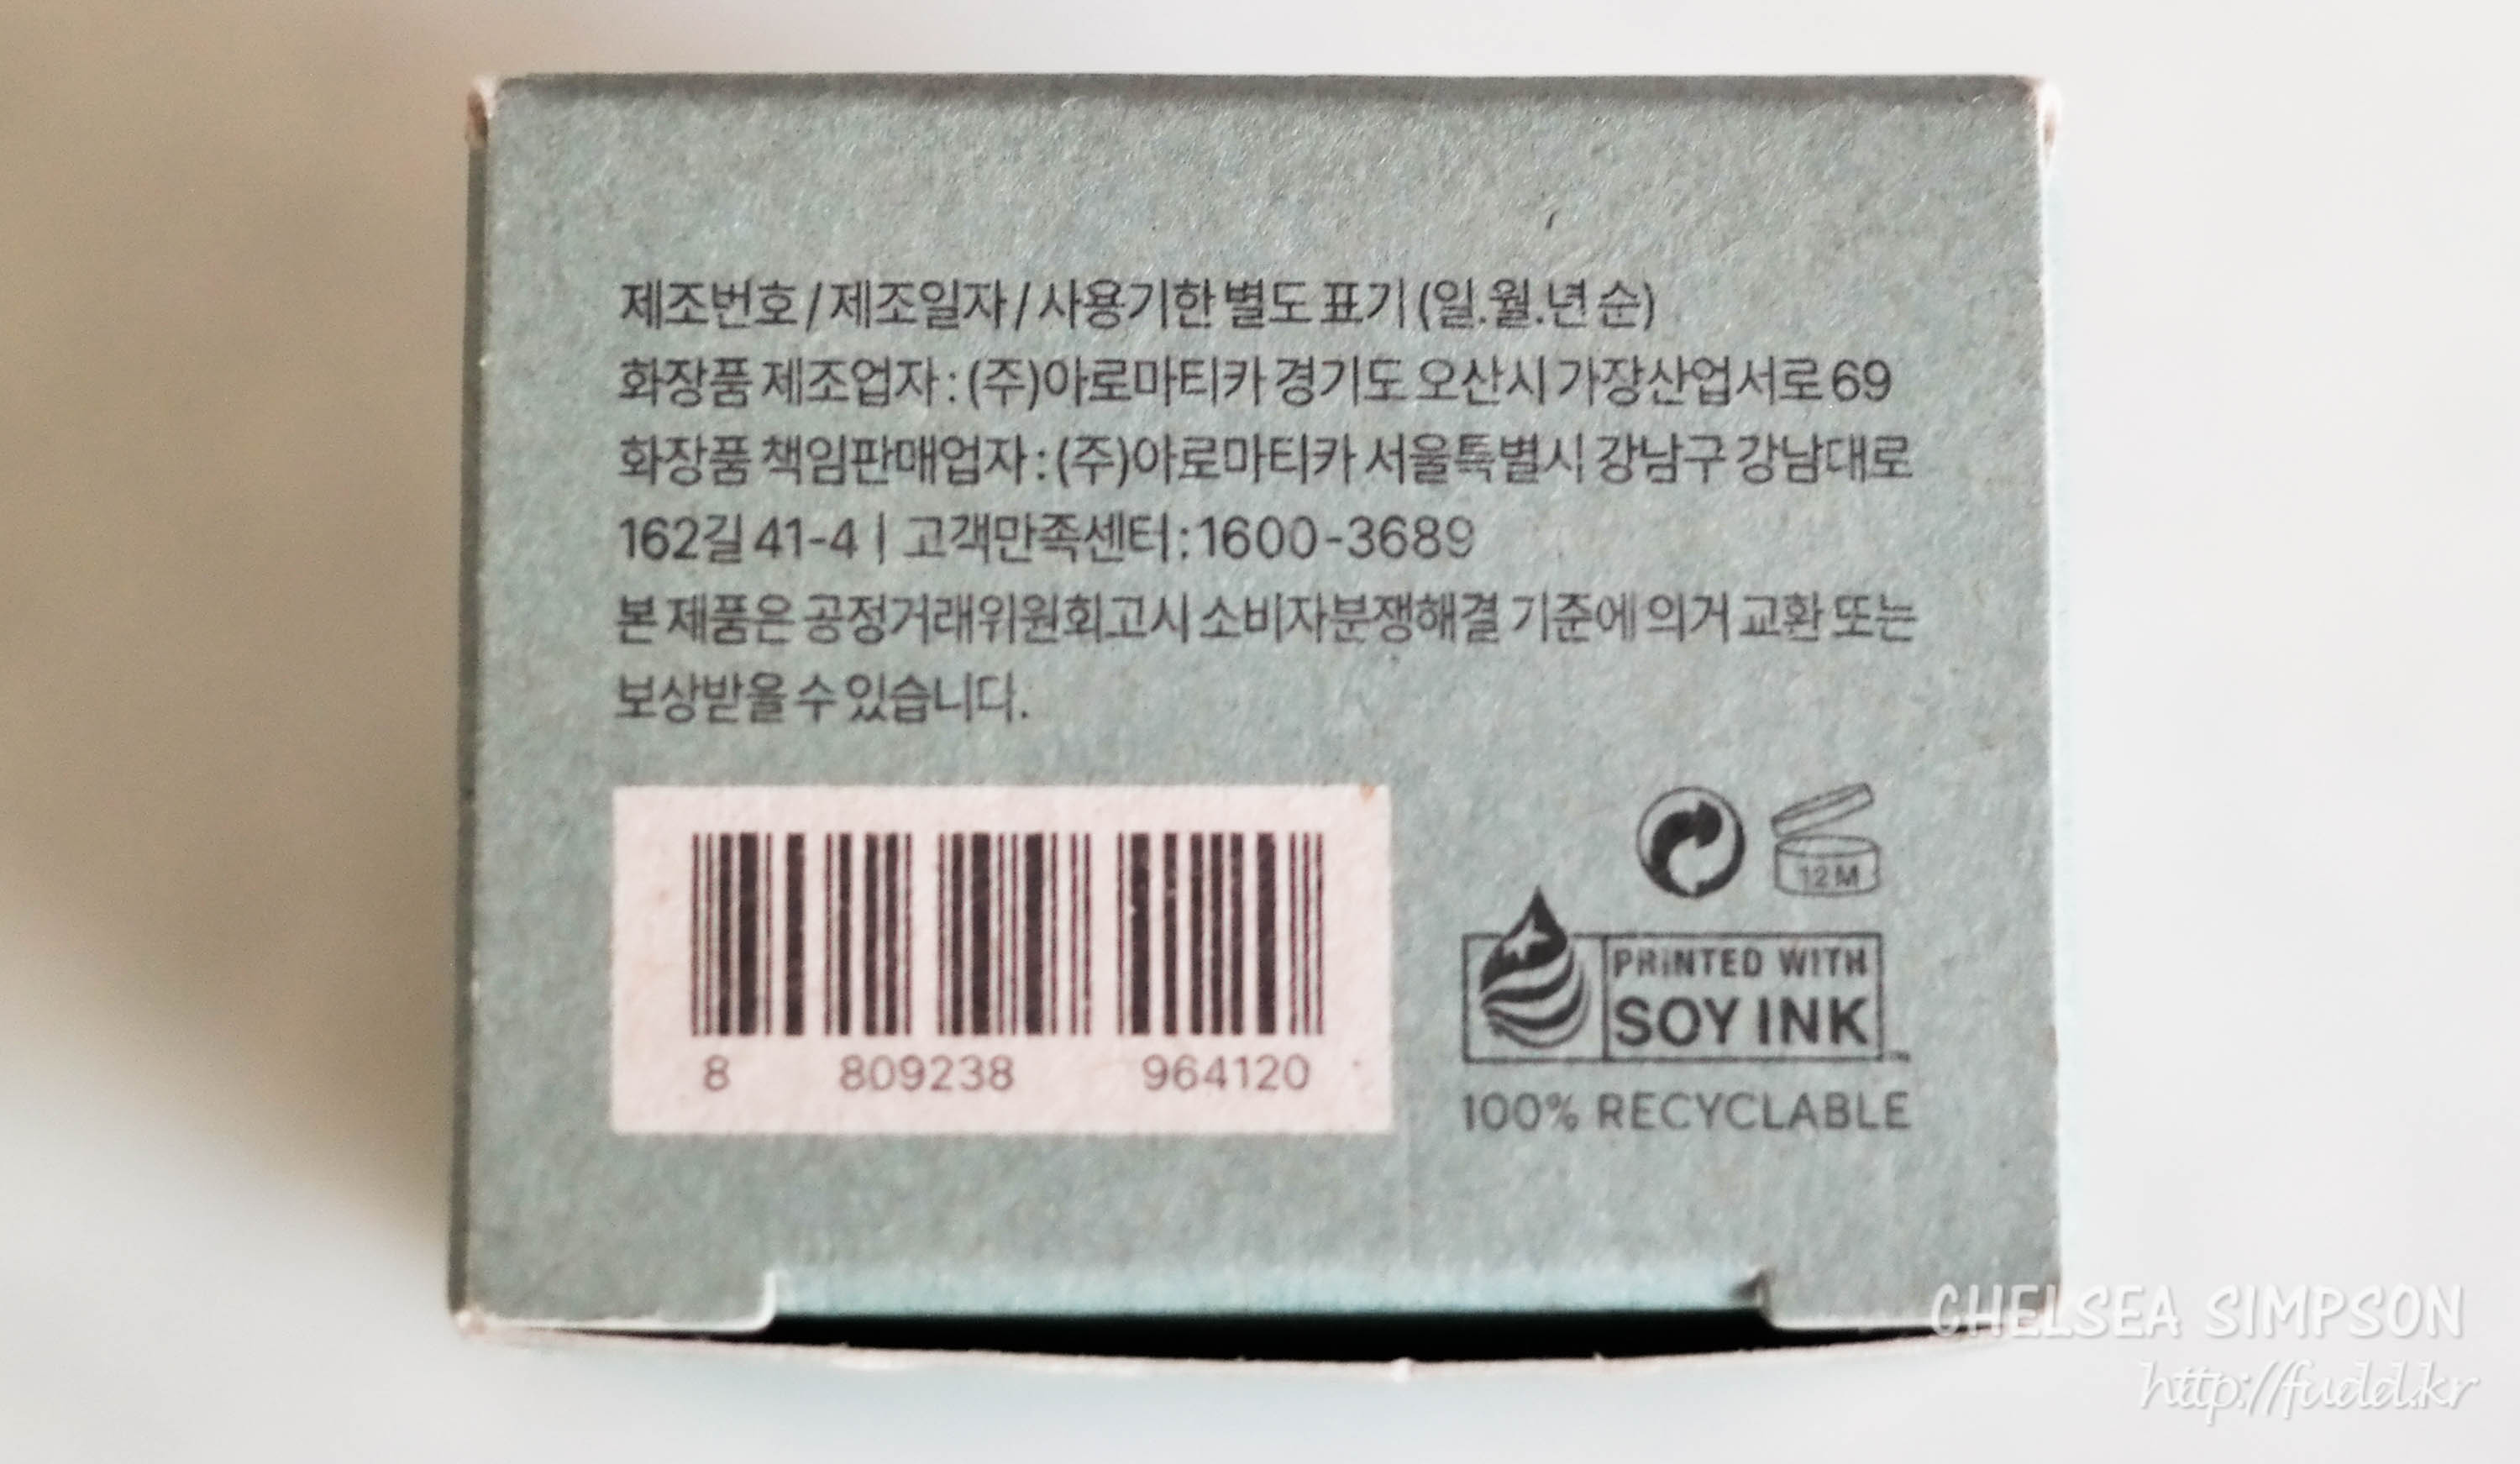 제조번호/제조일자/사용기한 별도 표기 (일.월.년 순)
화장품 제조업자 : (주)아로마티카 경기도 오산시 가장산업서로 69
화장품 책임판매업자 : (주)아로마티카 서울특별시 강남구 강남대로
162길 41-4 | 고객만족센터 : 1600-3689
본 제품은 공정거래위원회고시 소비자분쟁해결 기준에 의거 교환 또는
보상받을 수 있습니다.
12M
PRINTED WITH
SOY INK™
8 809238 964120
100% RECYCLABLE
CHELSEA SIMPSON
http://fudd.kr